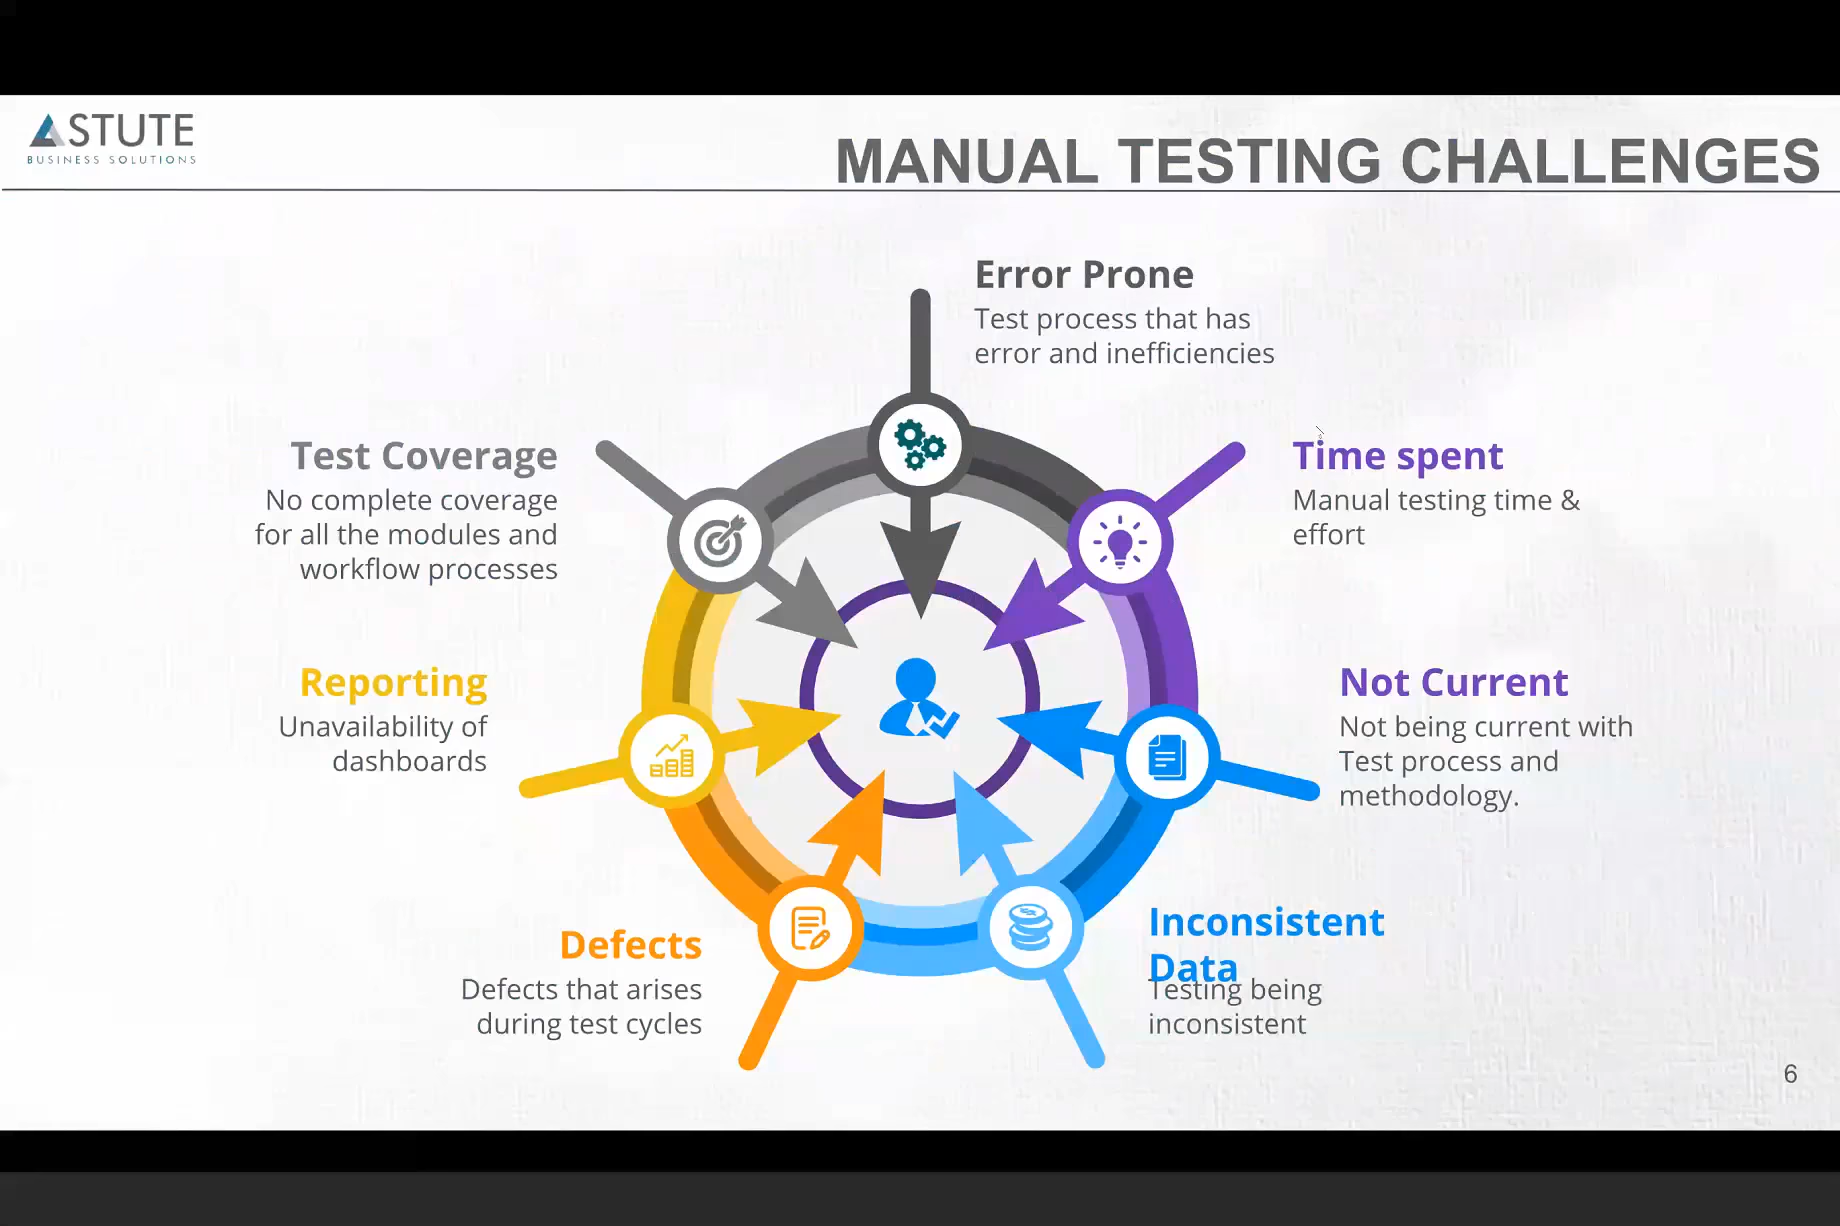 ASTUTE
BUSINESS SOLUTIONS
MANUAL TESTING CHALLENGES
Error Prone
Test process that has
error and inefficiencies
Test Coverage
No complete coverage
for all the modules and
workflow processes
Time spent
Manual testing time &
effort
Reporting
Unavailability of
dashboards
Not Current
Not being current with
Test process and
methodology.
Defects
Defects that arises
during test cycles
Inconsistent
Data
Testing being
inconsistent
6